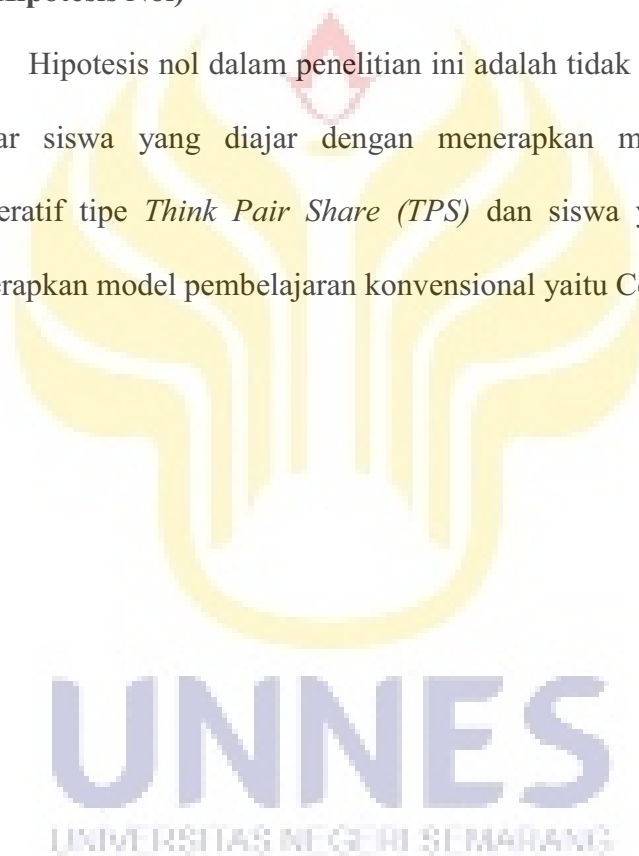 Hipotesis Nol)
Hipotesis nol dalam penelitian ini adalah tidak
ar siswa yang diajar dengan menerapkan m
eratif tipe Think Pair Share (TPS) dan siswa y
erapkan model pembelajaran konvensional yaitu C
UNNES
UNIVERSITAS NEGERI SEMARANG